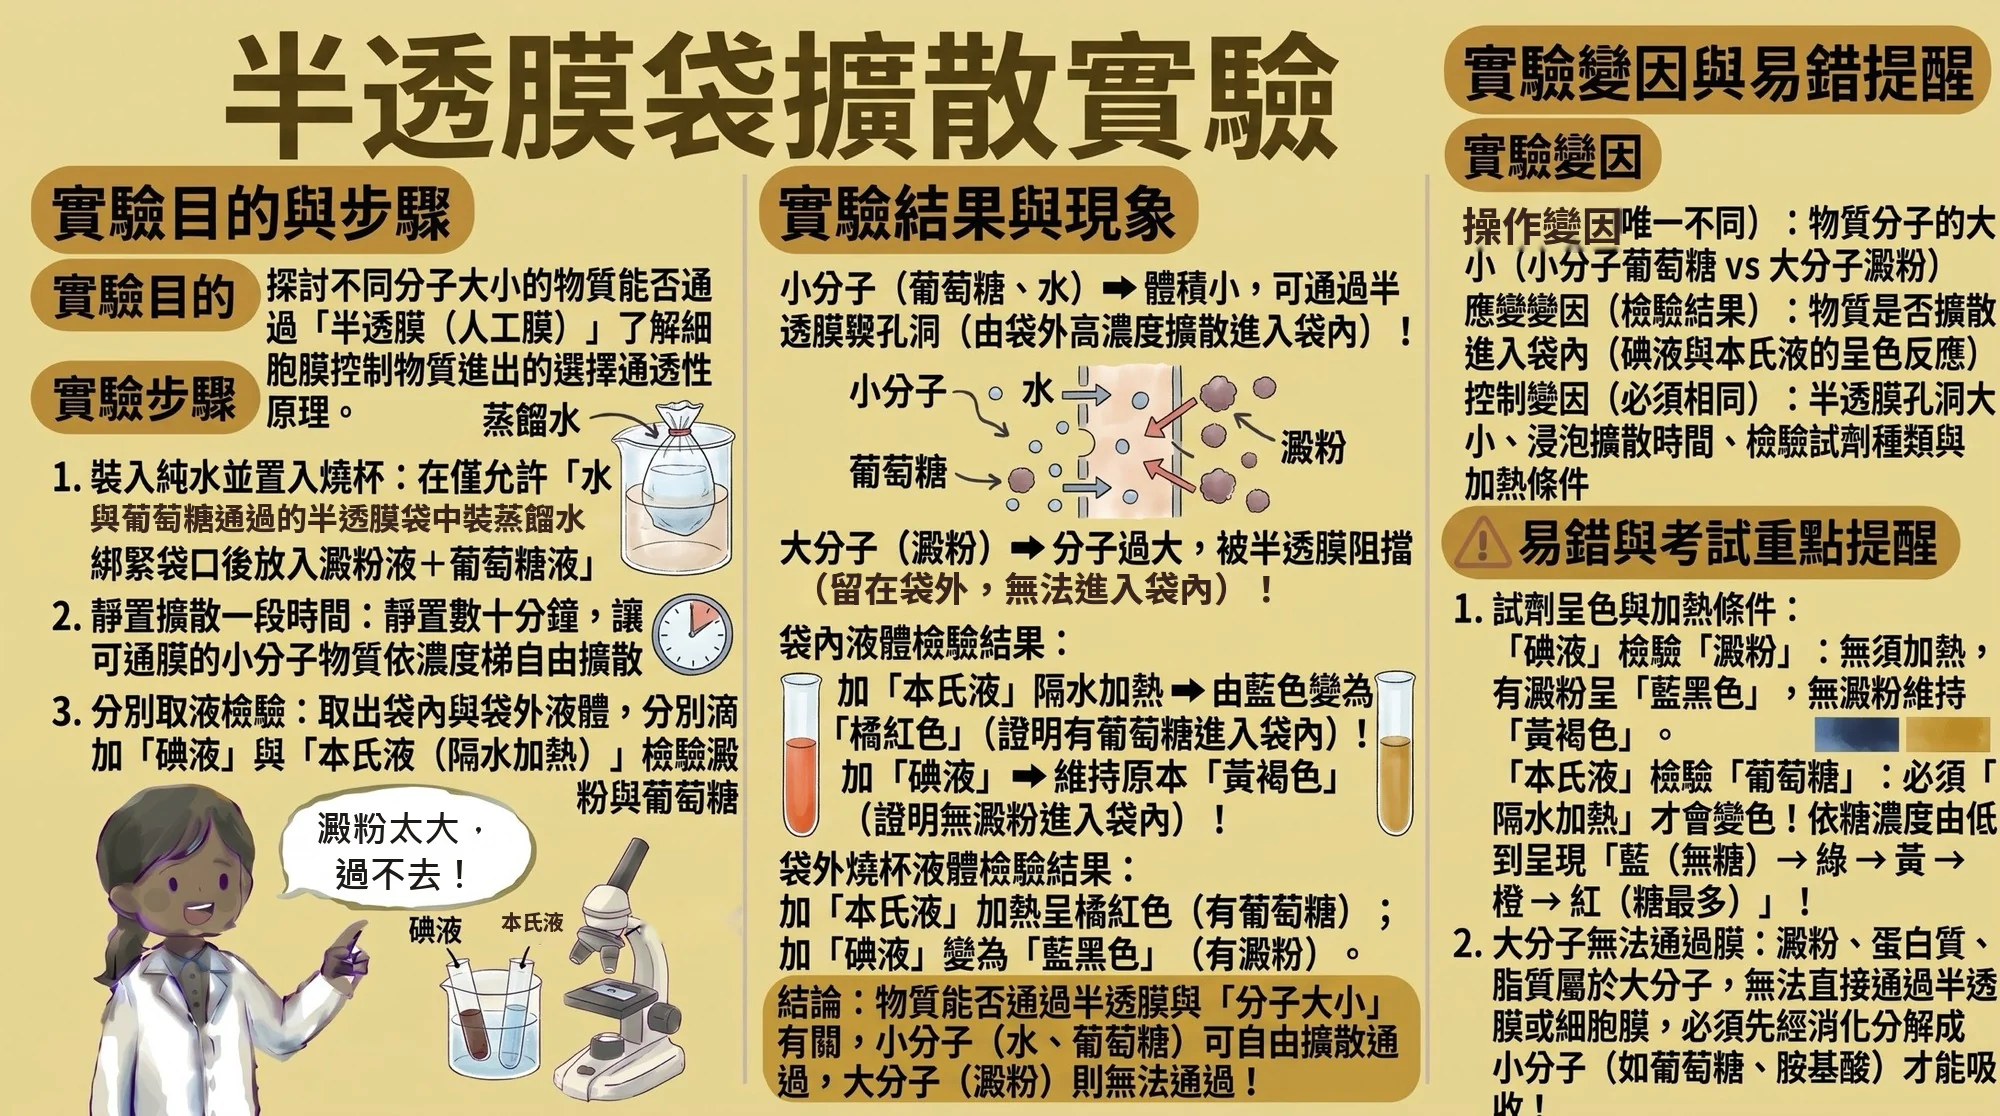 半透膜袋擴散實驗
實驗目的與步驟
實驗目的
探討不同分子大小的物質能否通
過「半透膜（人工膜）」了解細
胞膜控制物質進出的選擇通透性
原理。
實驗步驟
蒸餾水
1. 裝入純水並置入燒杯：在僅允許「水
與葡萄糖通過的半透膜袋中裝蒸餾水
綁緊袋口後放入澱粉液＋葡萄糖液」
2. 靜置擴散一段時間：靜置數十分鐘，讓
可通膜的小分子物質依濃度梯自由擴散
3. 分別取液檢驗：取出袋內與袋外液體，分別滴
加「碘液」與「本氏液（隔水加熱）」檢驗澱
粉與葡萄糖
澱粉太大，
過不去！
碘液
本氏液
實驗結果與現象
小分子（葡萄糖、水）➡ 體積小，可通過半
透膜孔洞（由袋外高濃度擴散進入袋內）！
小分子
水
葡萄糖
澱粉
大分子（澱粉）➡ 分子過大，被半透膜阻擋
（留在袋外，無法進入袋內）！
袋內液體檢驗結果：
加「本氏液」隔水加熱 ➡ 由藍色變為
「橘紅色」（證明有葡萄糖進入袋內）！
加「碘液」➡ 維持原本「黃褐色」
（證明無澱粉進入袋內）！
袋外燒杯液體檢驗結果：
加「本氏液」加熱呈橘紅色（有葡萄糖）；
加「碘液」變為「藍黑色」（有澱粉）。
結論：物質能否通過半透膜與「分子大小」
有關，小分子（水、葡萄糖）可自由擴散通
過，大分子（澱粉）則無法通過！
實驗變因與易錯提醒
實驗變因
操作變因唯一不同）：物質分子的大
小（小分子葡萄糖 vs 大分子澱粉）
應變變因（檢驗結果）：物質是否擴散
進入袋內（碘液與本氏液的呈色反應）
控制變因（必須相同）：半透膜孔洞大
小、浸泡擴散時間、檢驗試劑種類與
加熱條件
易錯與考試重點提醒
1. 試劑呈色與加熱條件：
「碘液」檢驗「澱粉」：無須加熱，
有澱粉呈「藍黑色」，無澱粉維持
「黃褐色」。
「本氏液」檢驗「葡萄糖」：必須「
隔水加熱」才會變色！依糖濃度由低
到呈現「藍（無糖）→ 綠 → 黃 →
橙 → 紅（糖最多）」！
2. 大分子無法通過膜：澱粉、蛋白質、
脂質屬於大分子，無法直接通過半透
膜或細胞膜，必須先經消化分解成
小分子（如葡萄糖、胺基酸）才能吸
收！